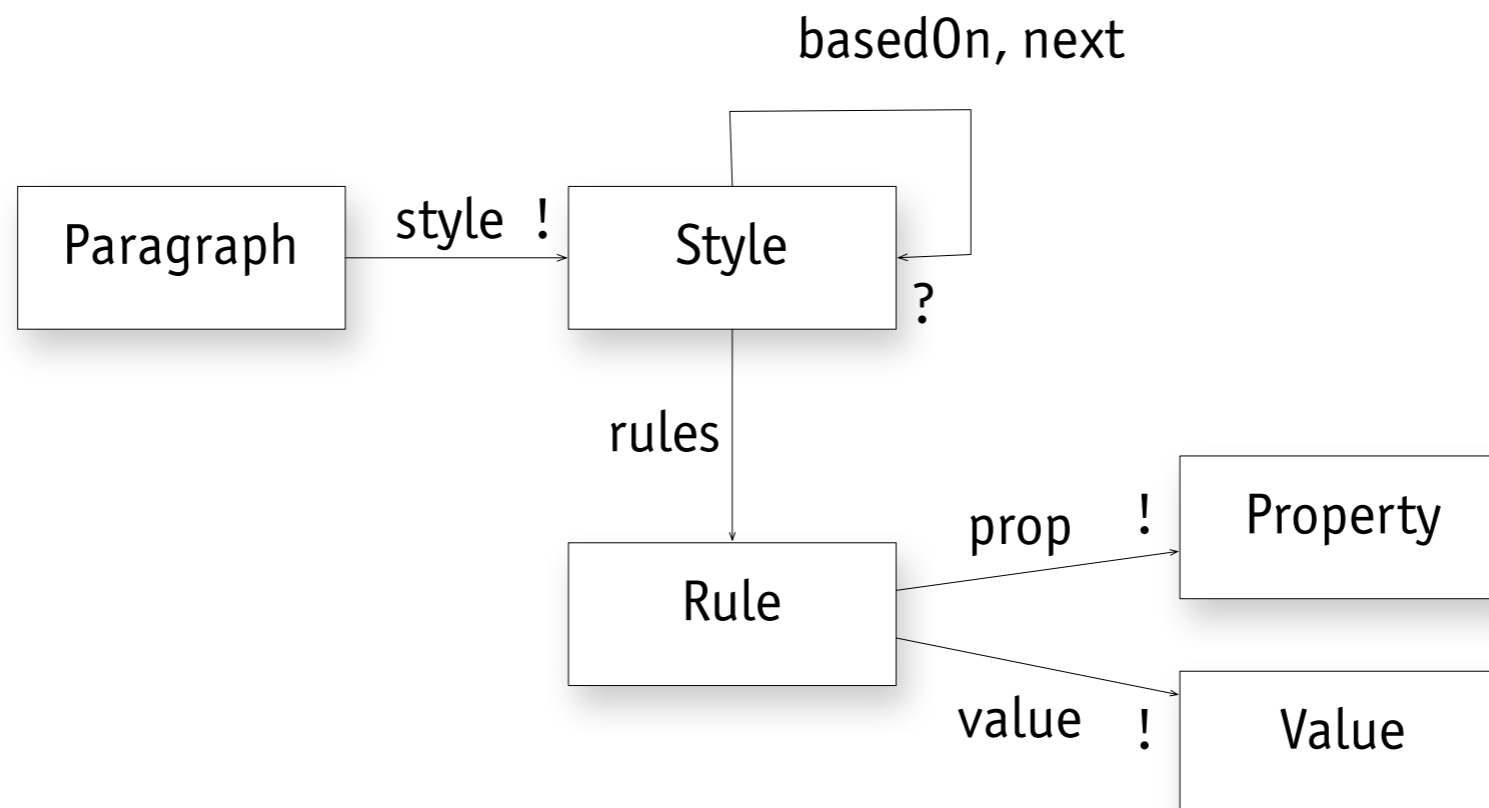 basedOn, next
Paragraph
style !
Style
?
rules
prop !
Property
Rule
value !
Value